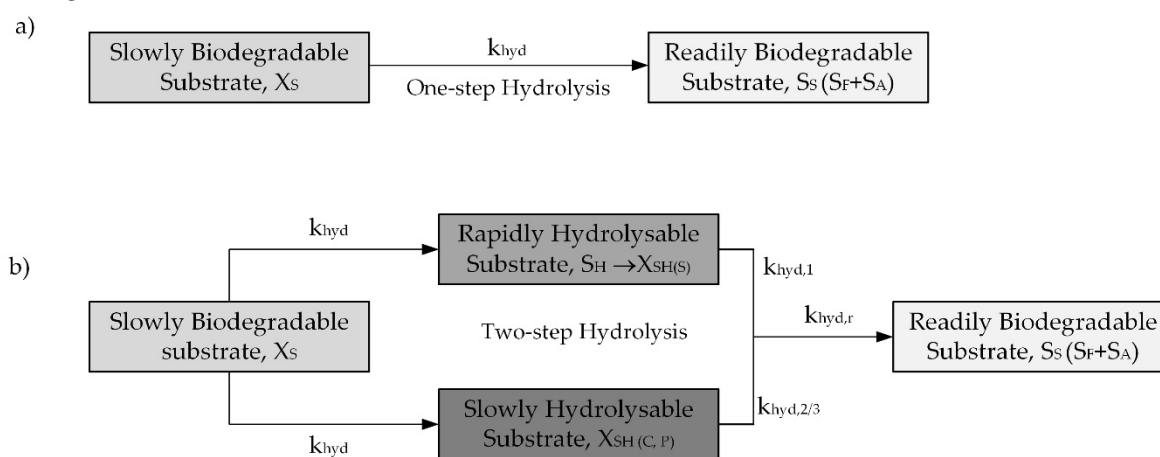 a)
Slowly Biodegradable
Substrate, XS
khyd
One-step Hydrolysis
Readily Biodegradable
Substrate, SS (SF+SA)
b)
Slowly Biodegradable
substrate, XS
khyd
khyd
Rapidly Hydrolysable
Substrate, SH →XSH(S)
Two-step Hydrolysis
Slowly Hydrolysable
Substrate, XSH (C, P)
khyd,1
khyd,2/3
khyd,r
Readily Biodegradable
Substrate, SS (SF+SA)